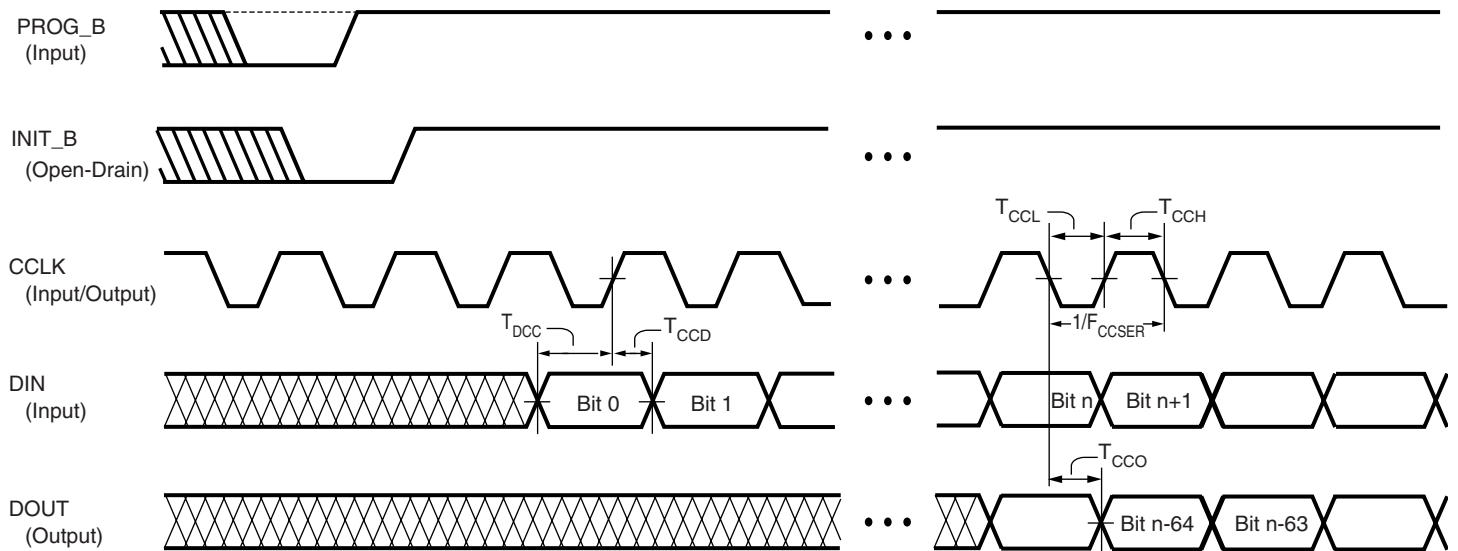 PROG_B
(Input)
INIT_B
(Open-Drain)
T_CCL
T_CCH
CCLK
(Input/Output)
1/F_CCSER
T_DCC
T_CCD
DIN
(Input)
Bit 0
Bit 1
Bit n
Bit n+1
T_CCO
DOUT
(Output)
Bit n-64
Bit n-63